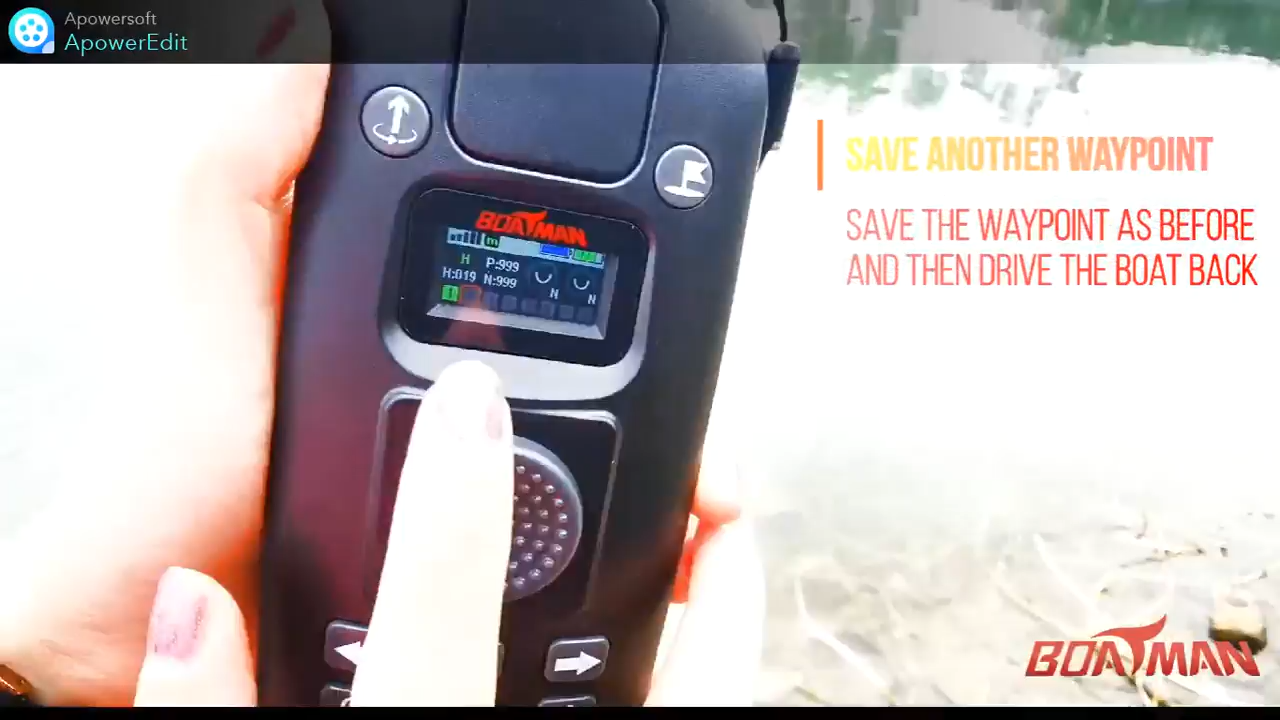 Apowersoft
ApowerEdit
SAVE ANOTHER WAYPOINT
SAVE THE WAYPOINT AS BEFORE
AND THEN DRIVE THE BOAT BACK
BOATMAN
m
H P:999
H:019 N:999
N N
1
BOATMAN